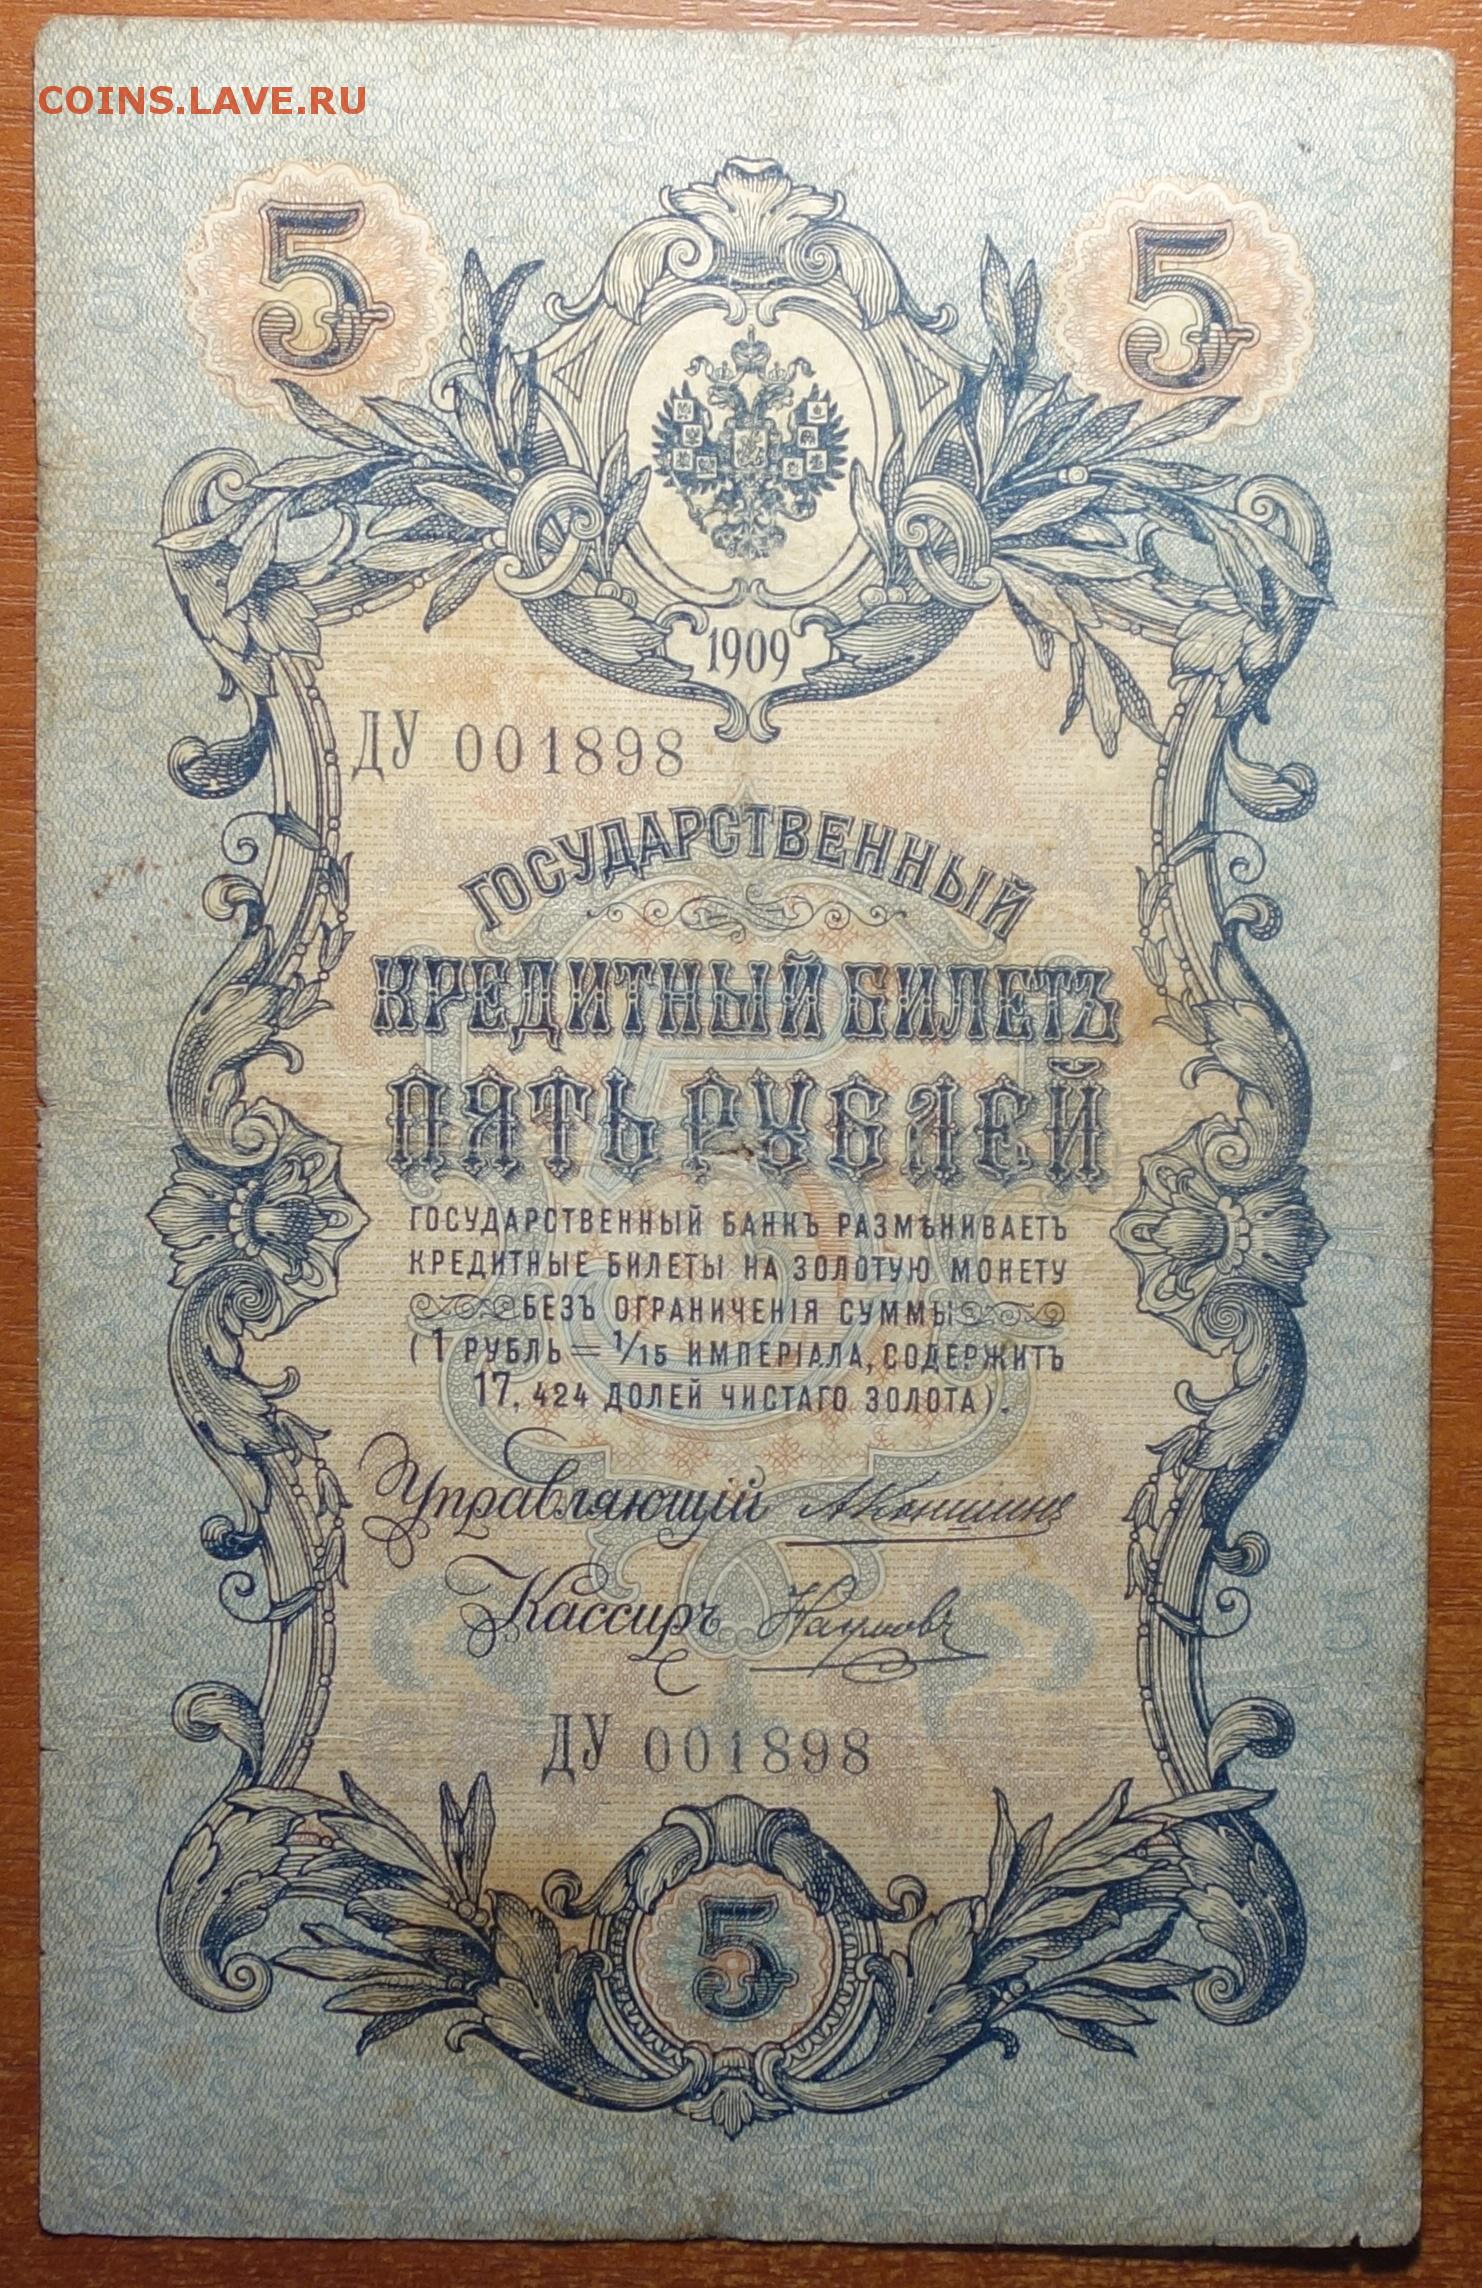 COINS.LAVE.RU
5 5
1909
ДУ 001898
ГОСУДАРСТВЕННЫЙ
КРЕДИТНЫЙ БИЛЕТЪ
ПЯТЬ РУБЛЕЙ
ГОСУДАРСТВЕННЫЙ БАНКЪ РАЗМѢНИВАЕТЪ
КРЕДИТНЫЕ БИЛЕТЫ НА ЗОЛОТУЮ МОНЕТУ
БЕЗЪ ОГРАНИЧЕНІЯ СУММЫ
(1 РУБЛЬ = 1/15 ИМПЕРІАЛА, СОДЕРЖИТЪ
17,424 ДОЛЕЙ ЧИСТАГО ЗОЛОТА).
Управляющій АКоншинъ
Кассиръ Наумовъ
ДУ 001898
5